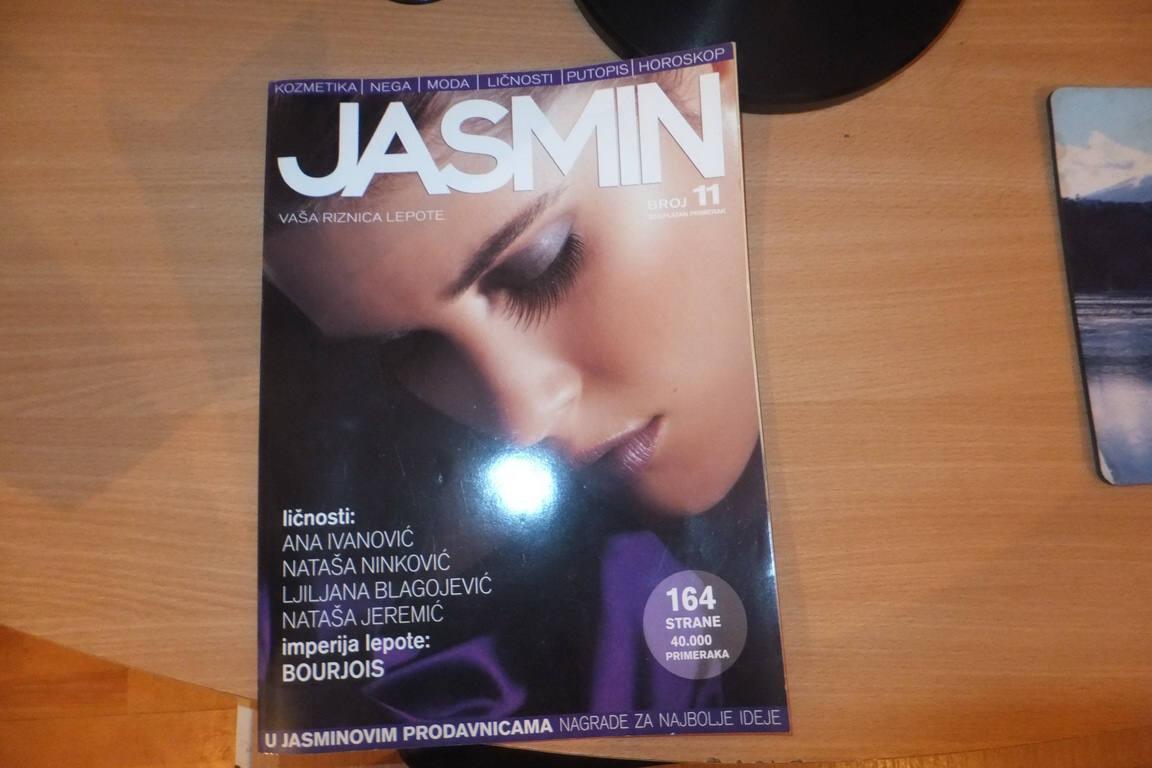 KOZMETIKA | NEGA | MODA | LIČNOSTI | PUTOPIS | HOROSKOP
JASMIN
VAŠA RIZNICA LEPOTE
BROJ 11
BESPLATAN PRIMERAK
ličnosti:
ANA IVANOVIĆ
NATAŠA NINKOVIĆ
LJILJANA BLAGOJEVIĆ
NATAŠA JEREMIĆ
imperija lepote:
BOURJOIS
164
STRANE
40.000
PRIMERAKA
U JASMINOVIM PRODAVNICAMA NAGRADE ZA NAJBOLJE IDEJE